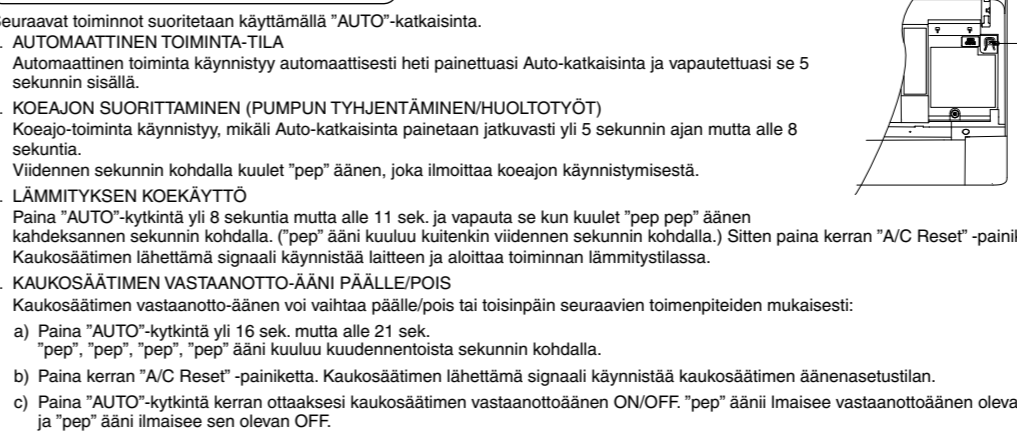 euraavat toiminnot suoritetaan käyttämällä "AUTO"-katkaisinta.
. AUTOMAATTINEN TOIMINTA-TILA
Automaattinen toiminta käynnistyy automaattisesti heti painettuasi Auto-katkaisinta ja vapautettuasi se 5
sekunnin sisällä.
. KOEAJON SUORITTAMINEN (PUMPUN TYHJENTÄMINEN/HUOLTOTYÖT)
Koeajo-toiminta käynnistyy, mikäli Auto-katkaisinta painetaan jatkuvasti yli 5 sekunnin ajan mutta alle 8
sekuntia.
Viidennen sekunnin kohdalla kuulet ”pep” äänen, joka ilmoittaa koeajon käynnistymisestä.
. LÄMMITYKSEN KOEKÄYTTÖ
Paina ”AUTO”-kytkintä yli 8 sekuntia mutta alle 11 sek. ja vapauta se kun kuulet ”pep pep” äänen
kahdeksannen sekunnin kohdalla. (”pep” ääni kuuluu kuitenkin viidennen sekunnin kohdalla.) Sitten paina kerran ”A/C Reset” -paini
Kaukosäätimen lähettämä signaali käynnistää laitteen ja aloittaa toiminnan lämmitystilassa.
. KAUKOSÄÄTIMEN VASTAANOTTO-ÄÄNI PÄÄLLE/POIS
Kaukosäätimen vastaanotto-äänen voi vaihtaa päälle/pois tai toisinpäin seuraavien toimenpiteiden mukaisesti:
a) Paina ”AUTO”-kytkintä yli 16 sek. mutta alle 21 sek.
”pep”, ”pep”, ”pep”, ”pep” ääni kuuluu kuudennentoista sekunnin kohdalla.
b) Paina kerran ”A/C Reset” -painiketta. Kaukosäätimen lähettämä signaali käynnistää kaukosäätimen äänenasetustilan.
c) Paina ”AUTO”-kytkintä kerran ottaaksesi kaukosäätimen vastaanottoäänen ON/OFF. ”pep” äänii lmaisee vastaanottoäänen oleva
ja ”pep” ääni ilmaisee sen olevan OFF.